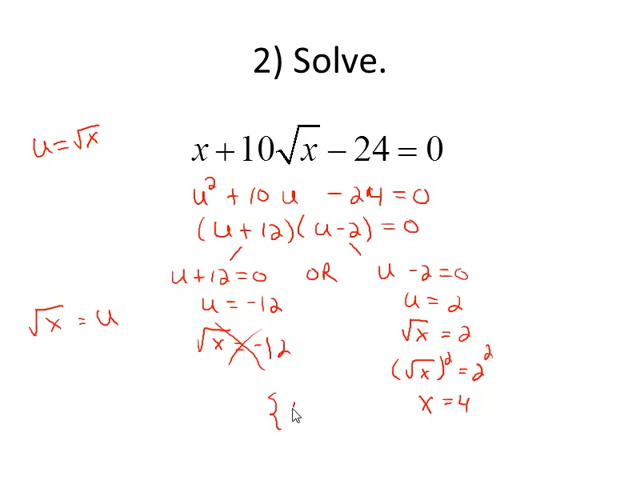 2) Solve.
u = √x
x + 10√x − 24 = 0
u² + 10 u − 24 = 0
(u + 12)(u − 2) = 0
u + 12 = 0 OR u − 2 = 0
u = −12 u = 2
√x = u
√x = −12 √x = 2
(√x)² = 2²
x = 4
{